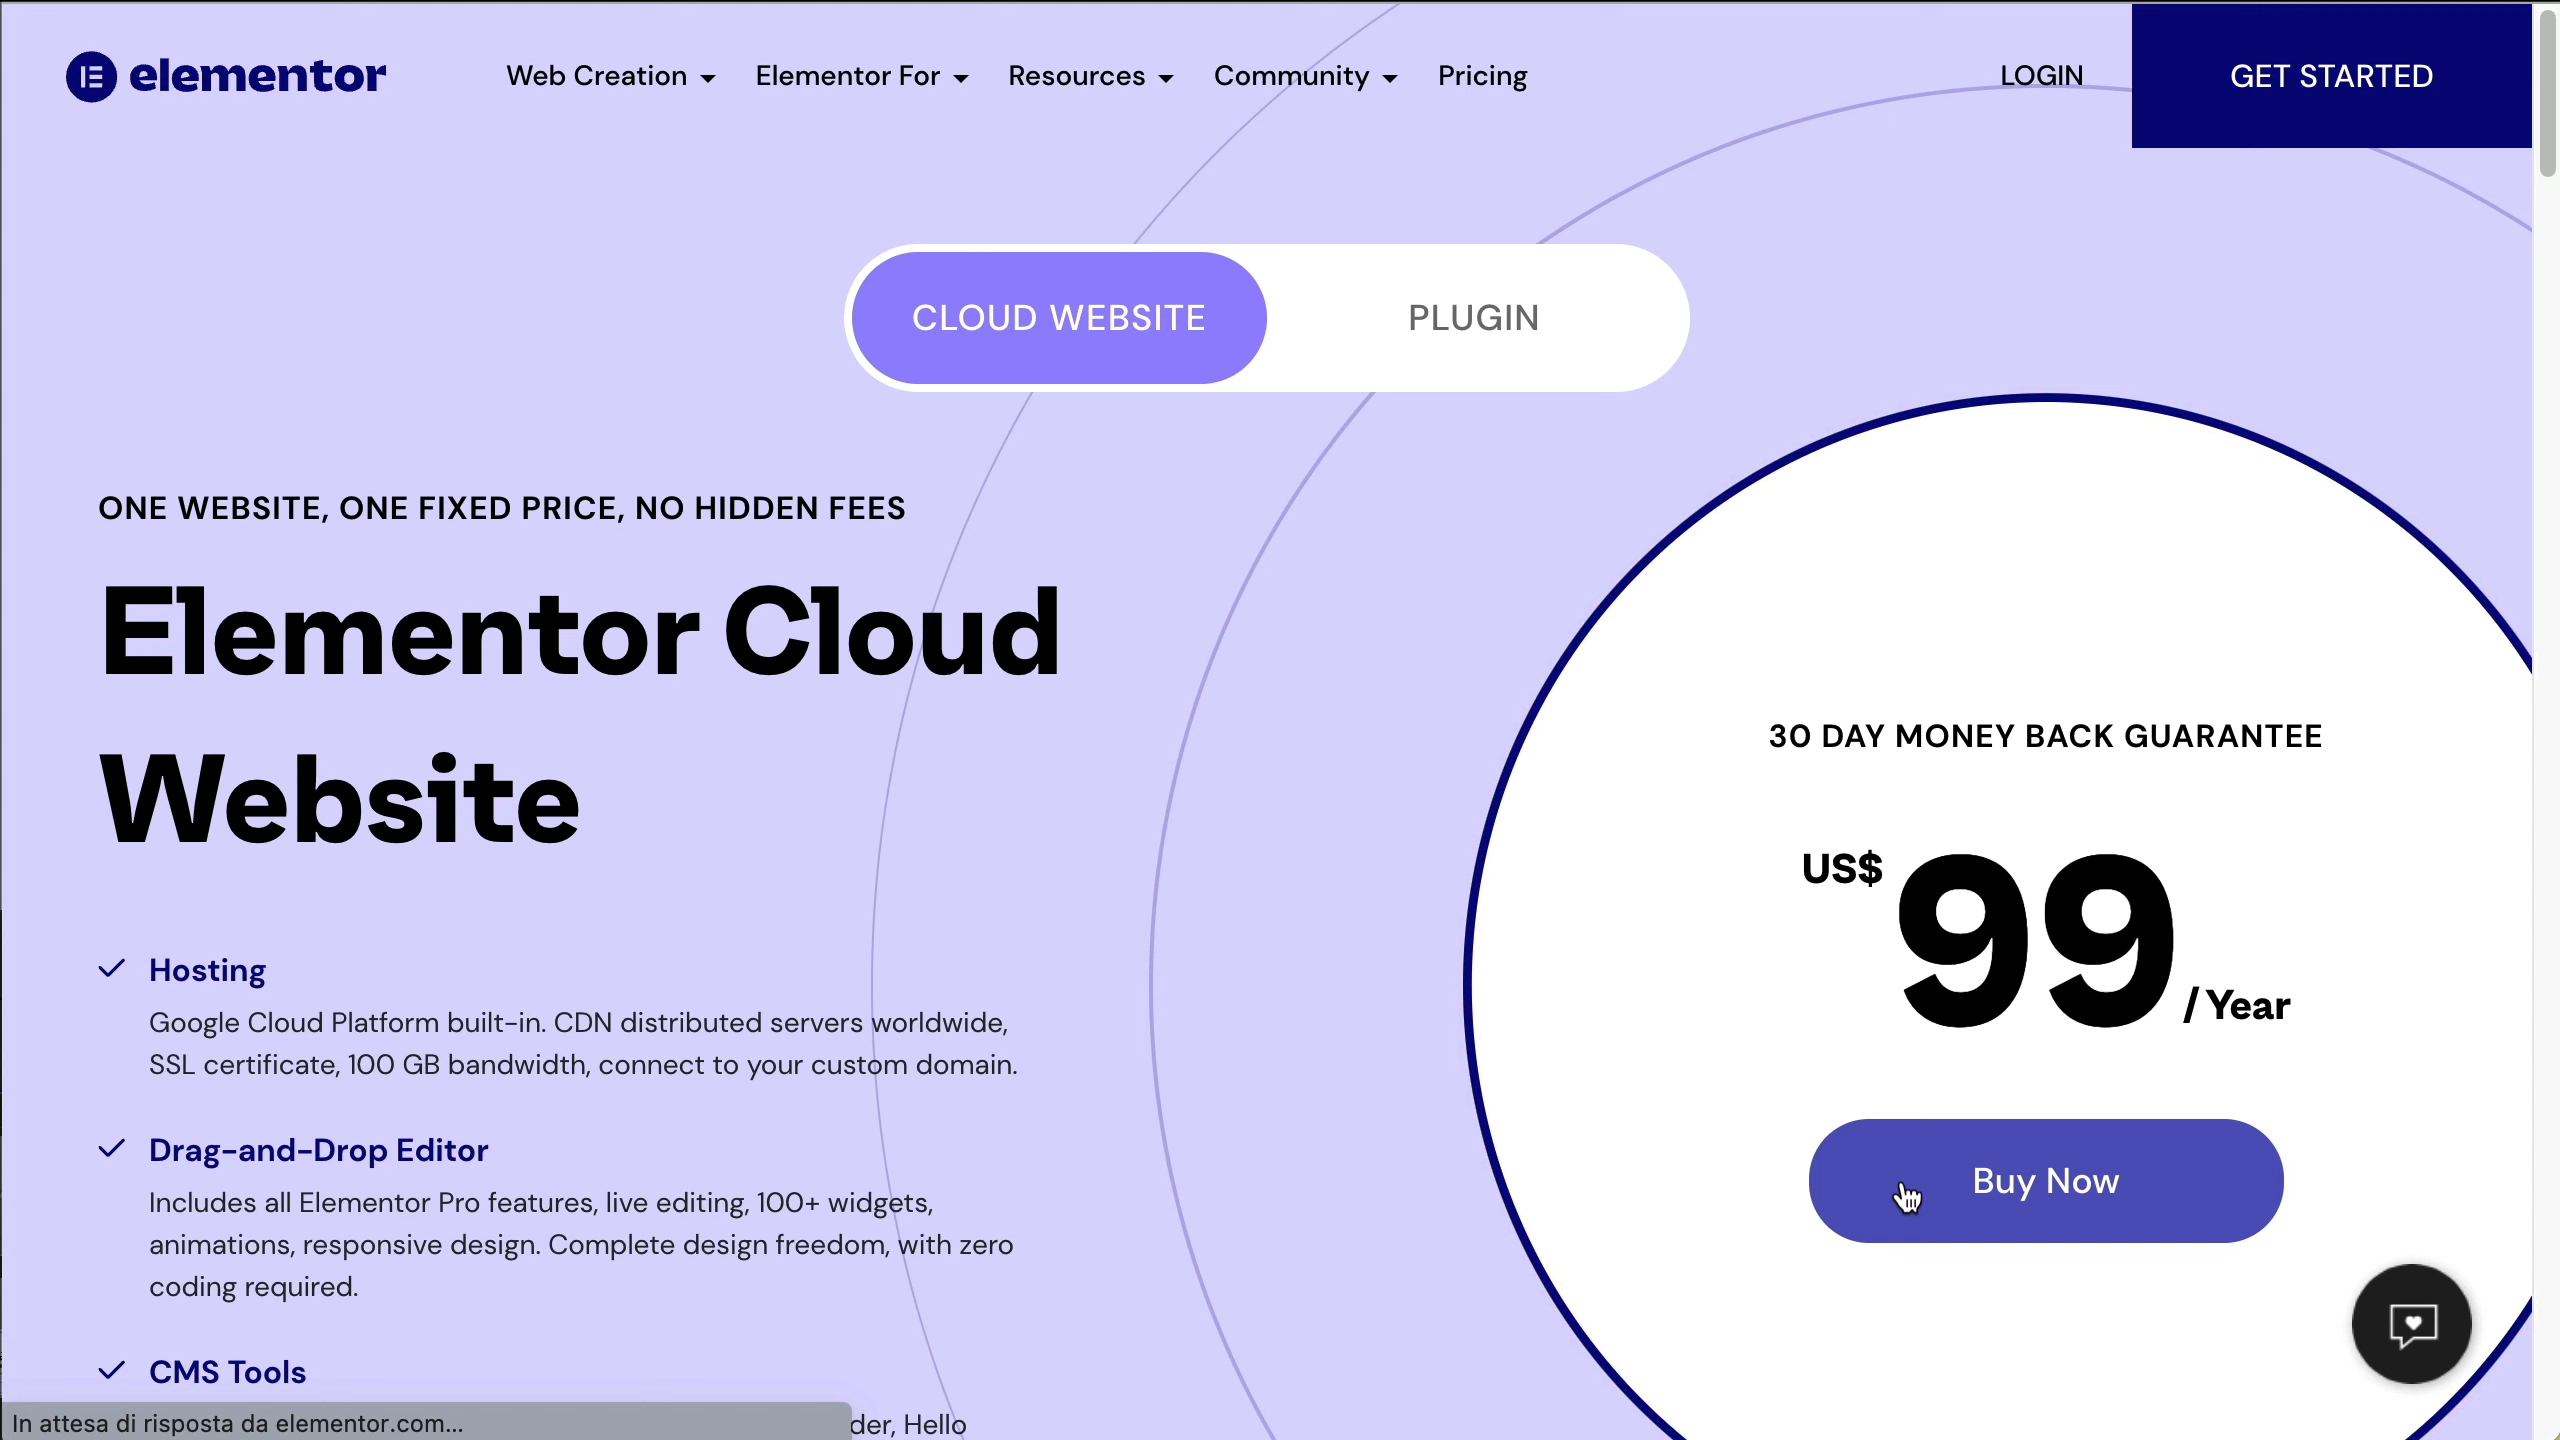 elementor
Web Creation Elementor For Resources Community Pricing
LOGIN
GET STARTED
CLOUD WEBSITE
PLUGIN
ONE WEBSITE, ONE FIXED PRICE, NO HIDDEN FEES
Elementor Cloud
Website
Hosting
Google Cloud Platform built-in. CDN distributed servers worldwide,
SSL certificate, 100 GB bandwidth, connect to your custom domain.
Drag-and-Drop Editor
Includes all Elementor Pro features, live editing, 100+ widgets,
animations, responsive design. Complete design freedom, with zero
coding required.
CMS Tools
der, Hello
30 DAY MONEY BACK GUARANTEE
US$ 99 / Year
Buy Now
In attesa di risposta da elementor.com...